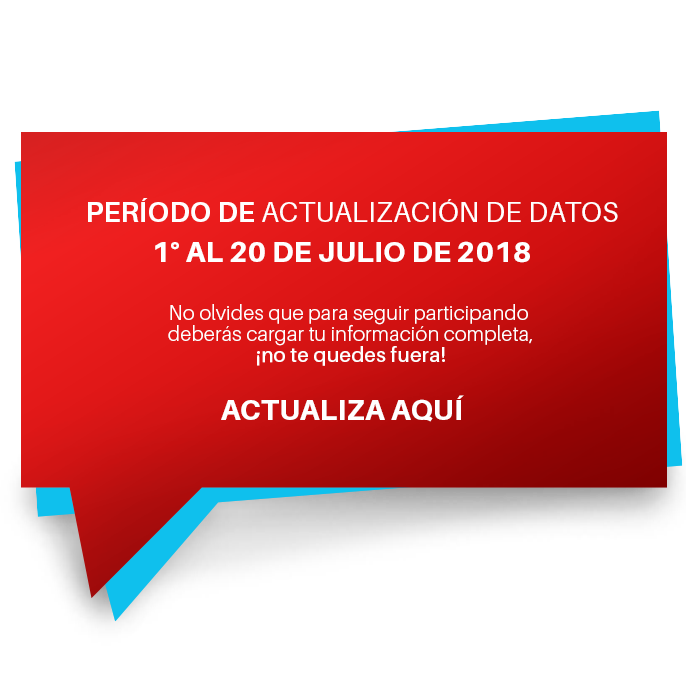 PERÍODO DE ACTUALIZACIÓN DE DATOS
1° AL 20 DE JULIO DE 2018
No olvides que para seguir participando
deberás cargar tu información completa,
¡no te quedes fuera!
ACTUALIZA AQUÍ